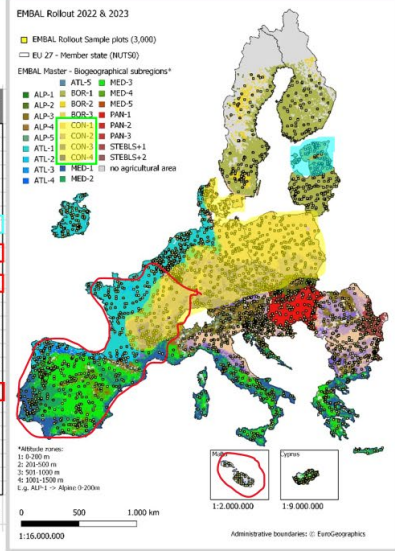 EMBAL Rollout 2022 & 2023
EMBAL Rollout Sample plots (3,000)
EU 27 - Member state (NUTS0)
EMBAL Master - Biogeographical subregions*
ALP-1
ALP-2
ALP-3
ALP-4
ALP-5
ATL-1
ATL-2
ATL-3
ATL-4
ATL-5
BOR-1
BOR-2
BOR-3
CON-1
CON-2
CON-3
CON-4
MED-1
MED-2
MED-3
MED-4
MED-5
PAN-1
PAN-2
PAN-3
STEBLS+1
STEBLS+2
no agricultural area
*Altitude zones:
1: 0-200 m
2: 201-500 m
3: 501-1000 m
4: 1001-1500 m
E.g. ALP-1 -> Alpine 0-200m
Malta
1:2.000.000
Cyprus
1:9.000.000
0 500 1.000 km
1:16.000.000
Administrative boundaries: © EuroGeographics